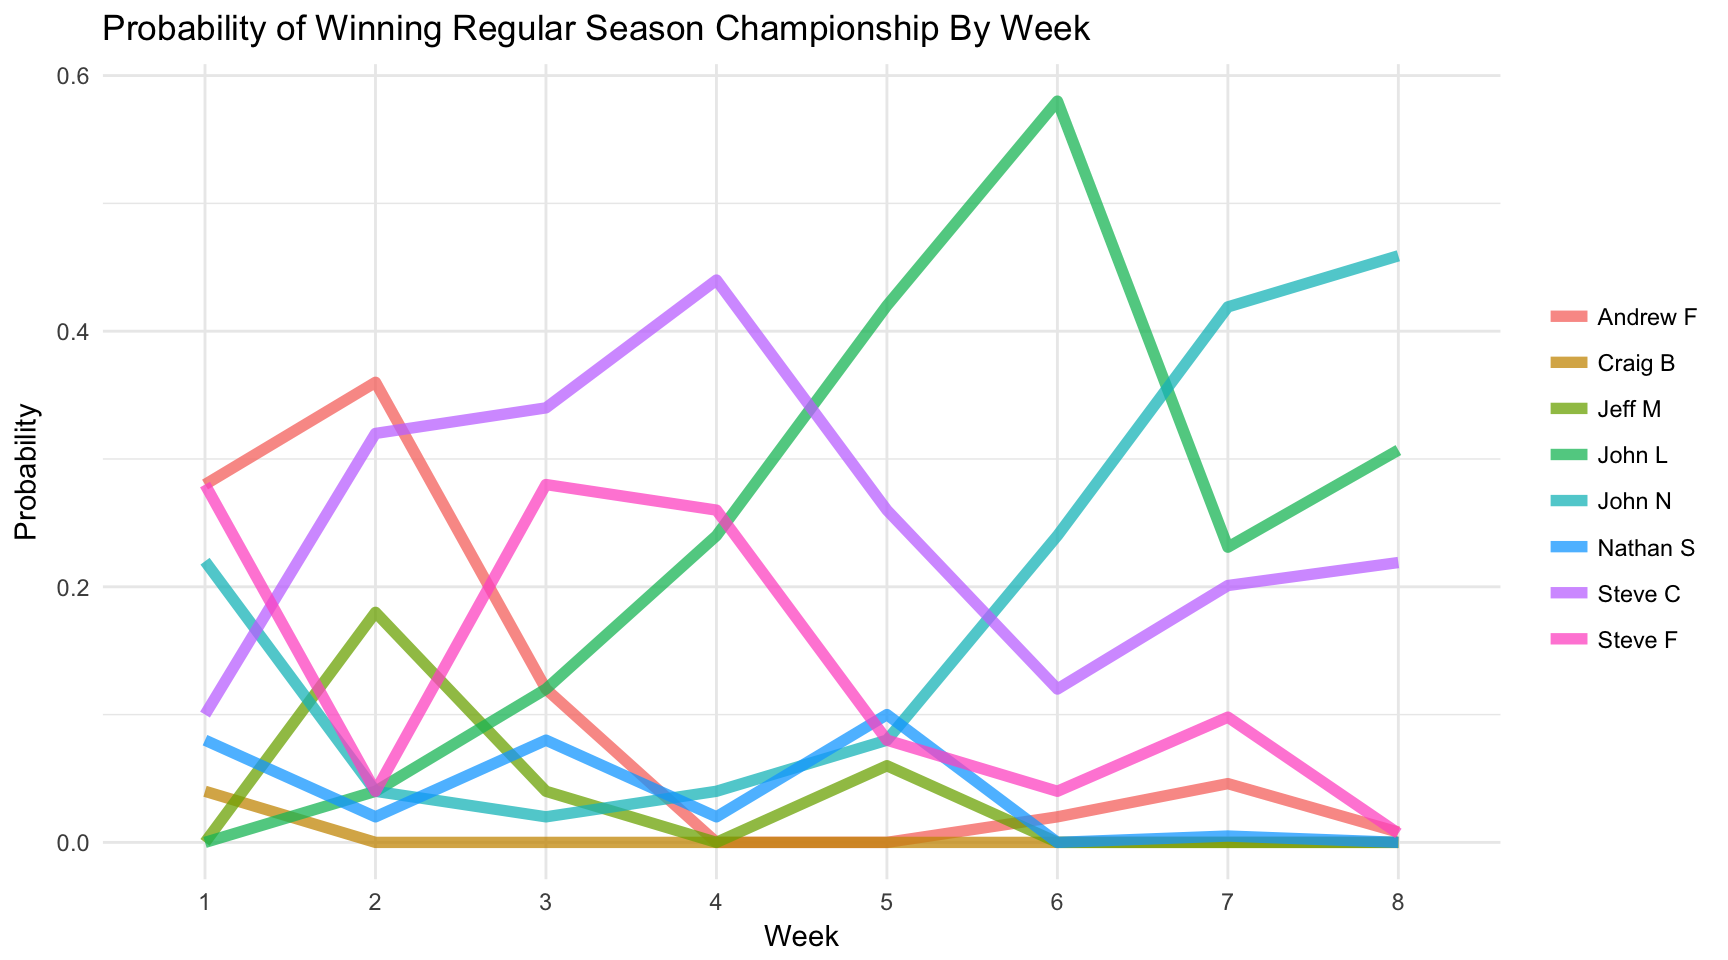 Probability of Winning Regular Season Championship By Week
0.6
0.4
0.2
0.0
Probability
1 2 3 4 5 6 7 8
Week
Andrew F
Craig B
Jeff M
John L
John N
Nathan S
Steve C
Steve F